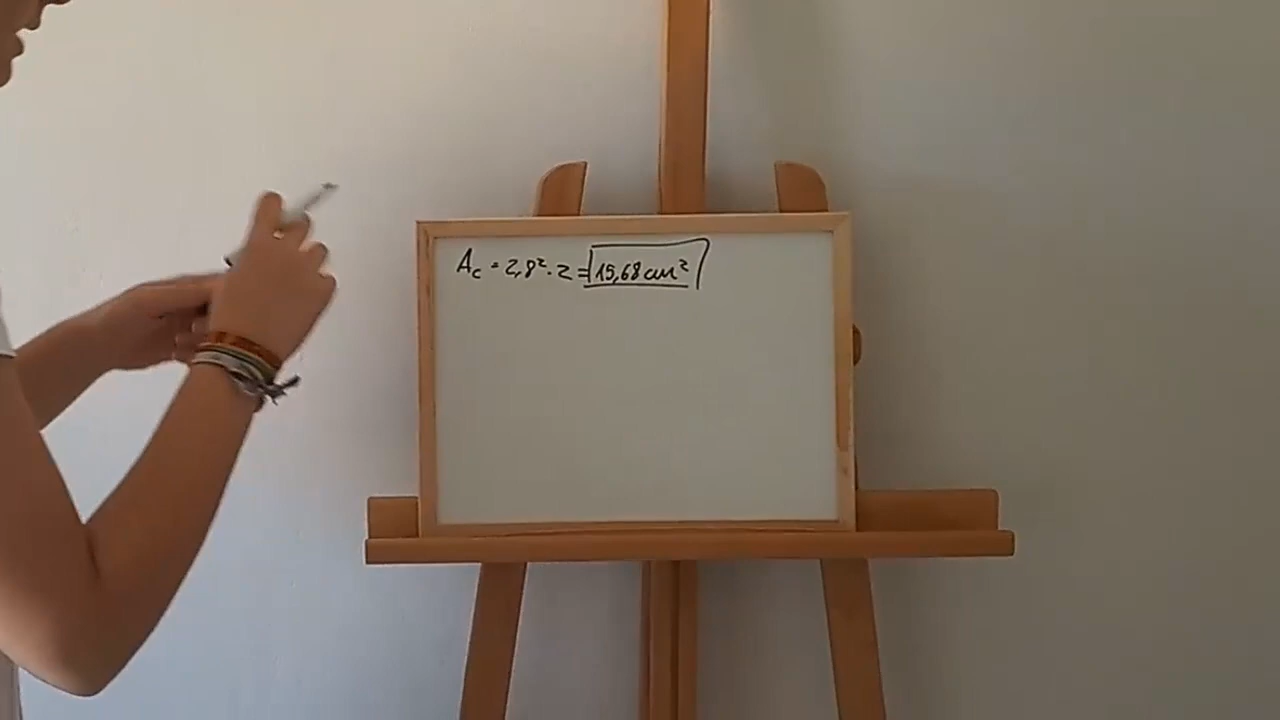 Ac = 2,8² · 2 = 15,68 cm²